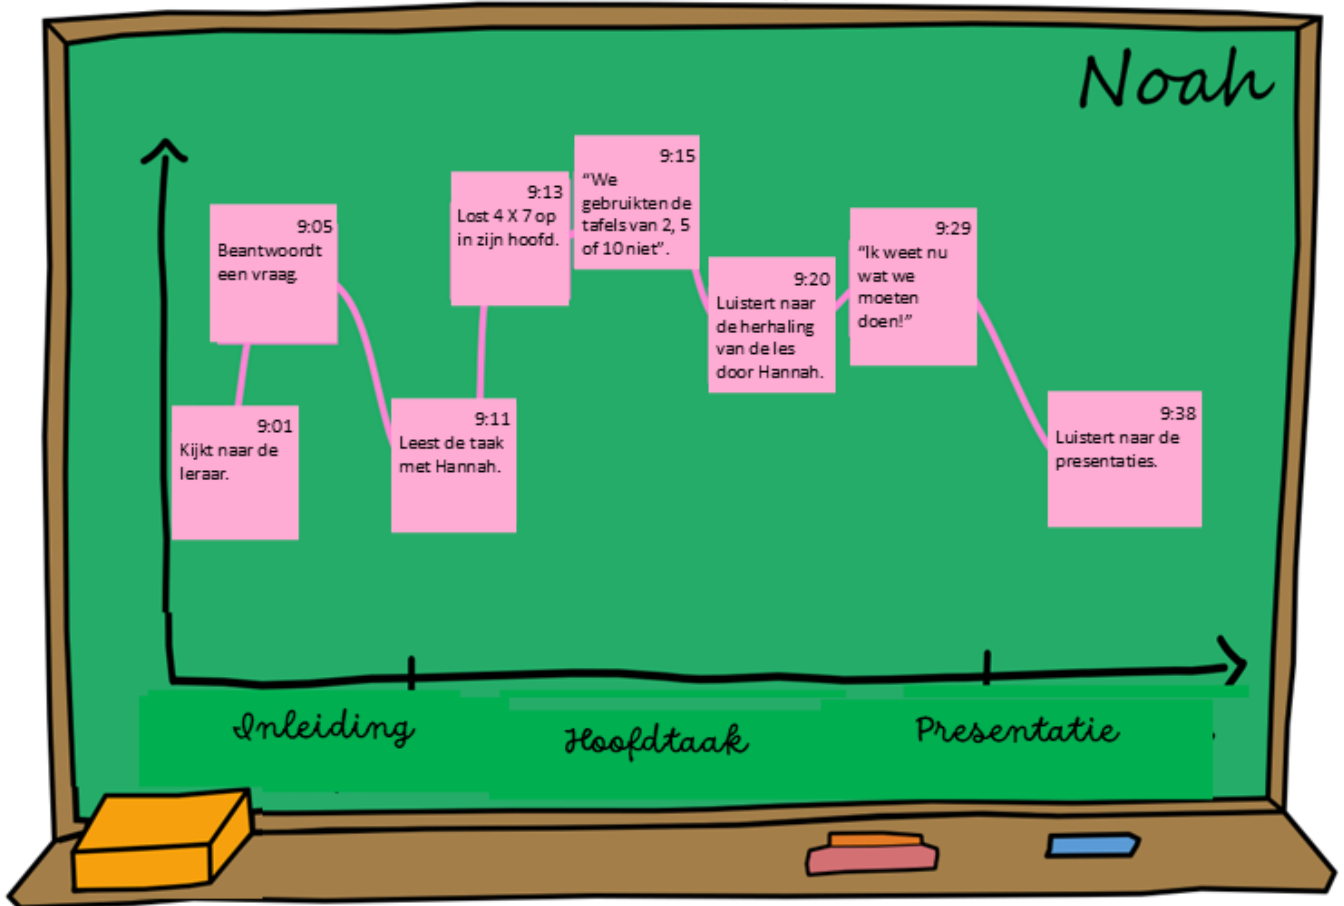 Noah
9:01
Kijkt naar de
leraar.
9:05
Beantwoordt
een vraag.
9:11
Leest de taak
met Hannah.
9:13
Lost 4 X 7 op
in zijn hoofd.
9:15
“We
gebruikten de
tafels van 2, 5
of 10 niet”.
9:20
Luistert naar
de herhaling
van de les
door Hannah.
9:29
“Ik weet nu
wat we
moeten
doen!”
9:38
Luistert naar de
presentaties.
Inleiding
Hoofdtaak
Presentatie